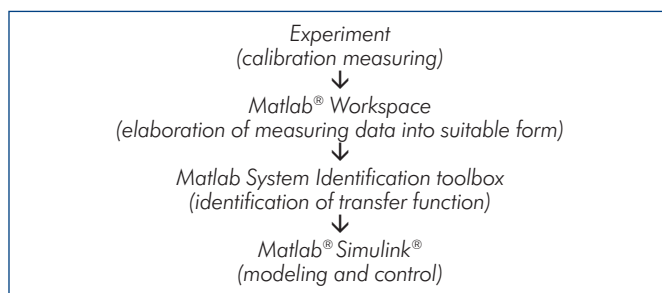 Experiment
(calibration measuring)
↓
Matlab® Workspace
(elaboration of measuring data into suitable form)
↓
Matlab System Identification toolbox
(identification of transfer function)
↓
Matlab® Simulink®
(modeling and control)